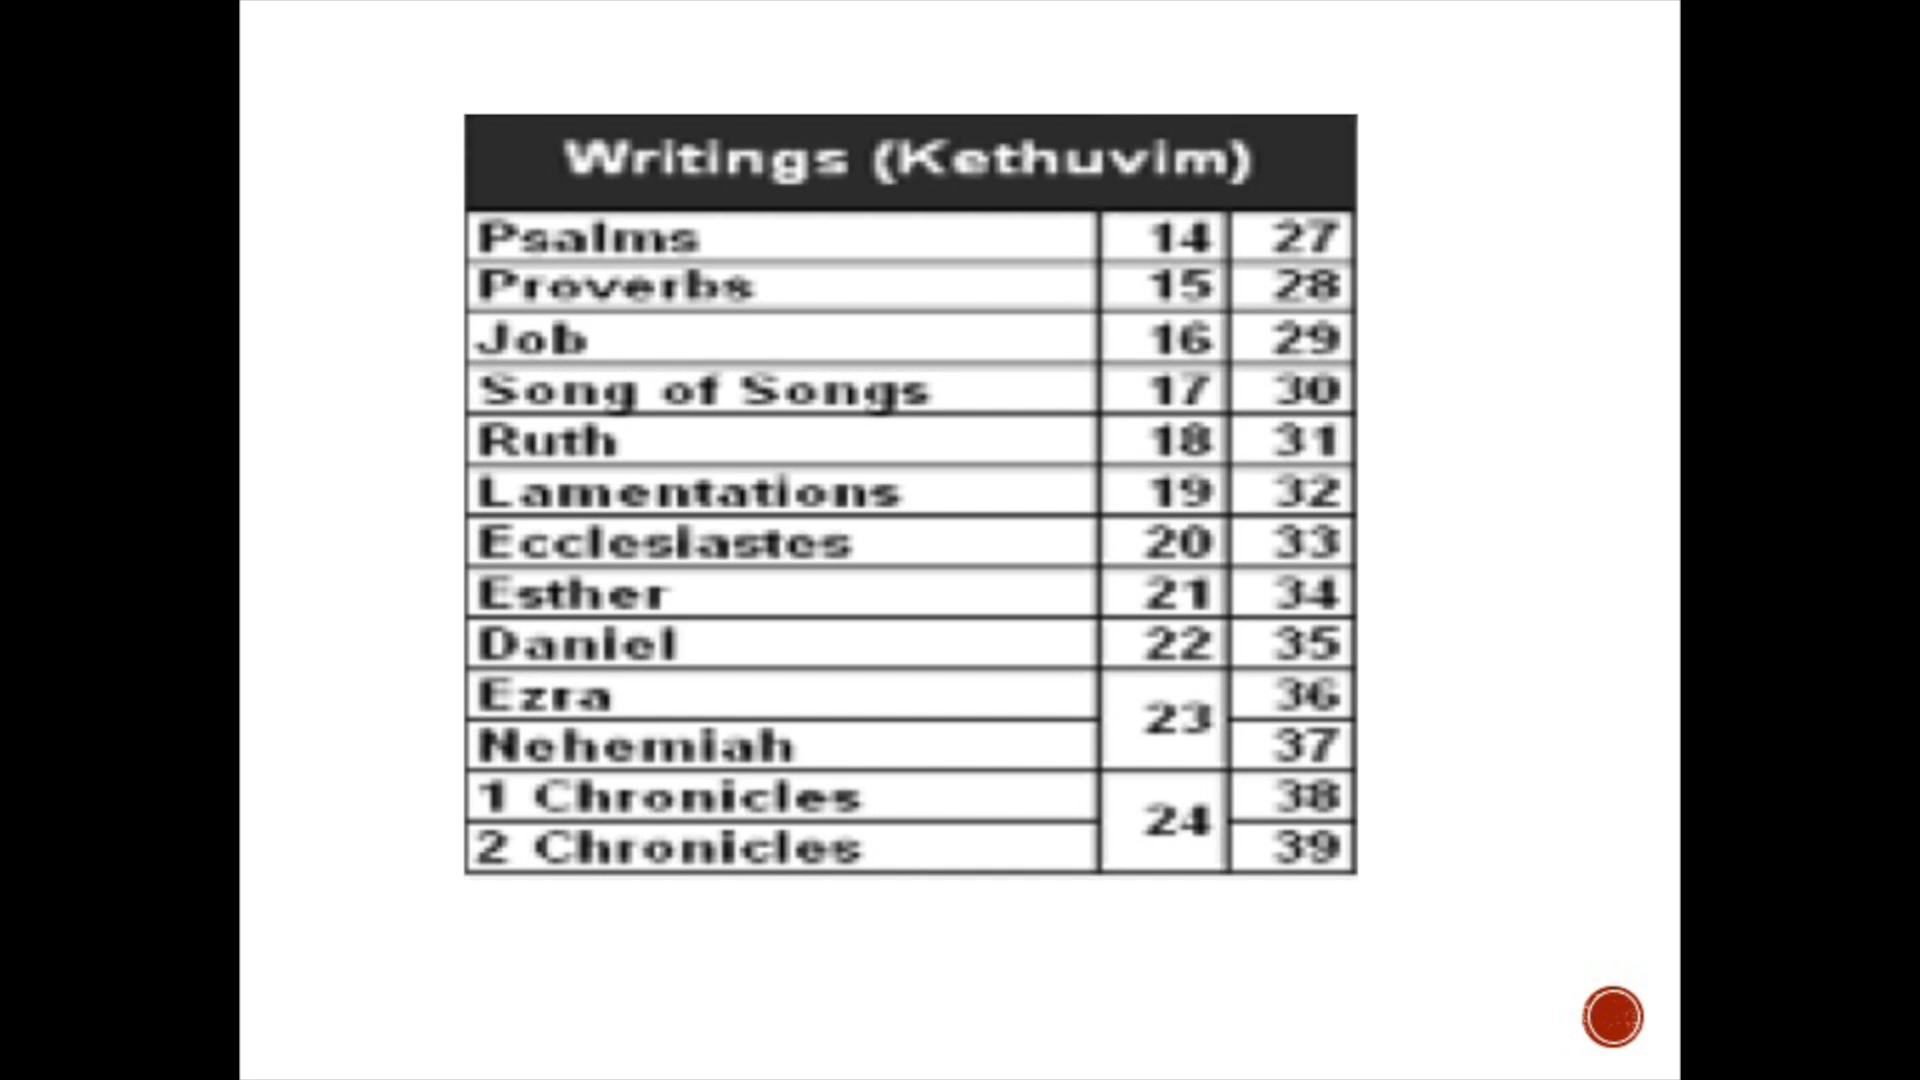 Writings (Kethuvim)
Psalms 14 27
Proverbs 15 28
Job 16 29
Song of Songs 17 30
Ruth 18 31
Lamentations 19 32
Ecclesiastes 20 33
Esther 21 34
Daniel 22 35
Ezra 23 36
Nehemiah 37
1 Chronicles 24 38
2 Chronicles 39